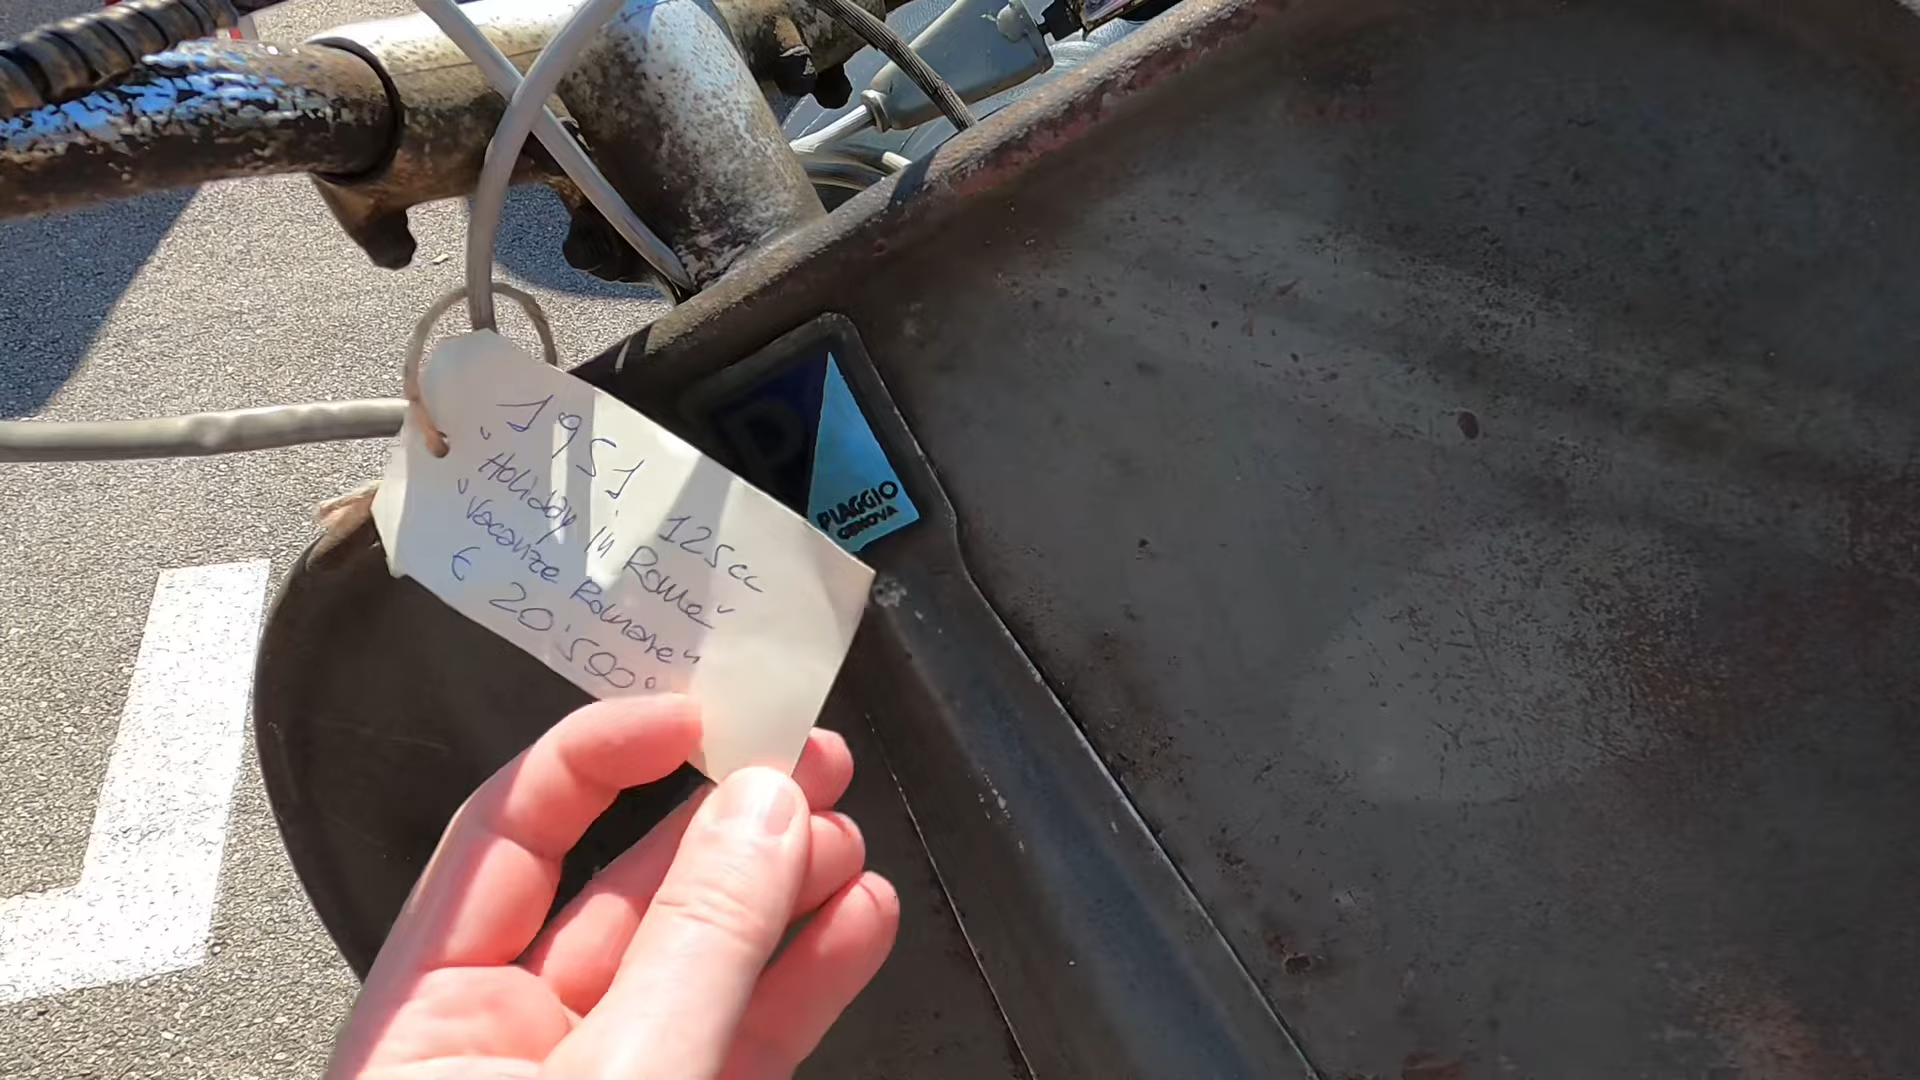 1951 125cc
"Holiday in Rome"
"Vacanze Romane"
€ 20'500
P
PIAGGIO
GENOVA